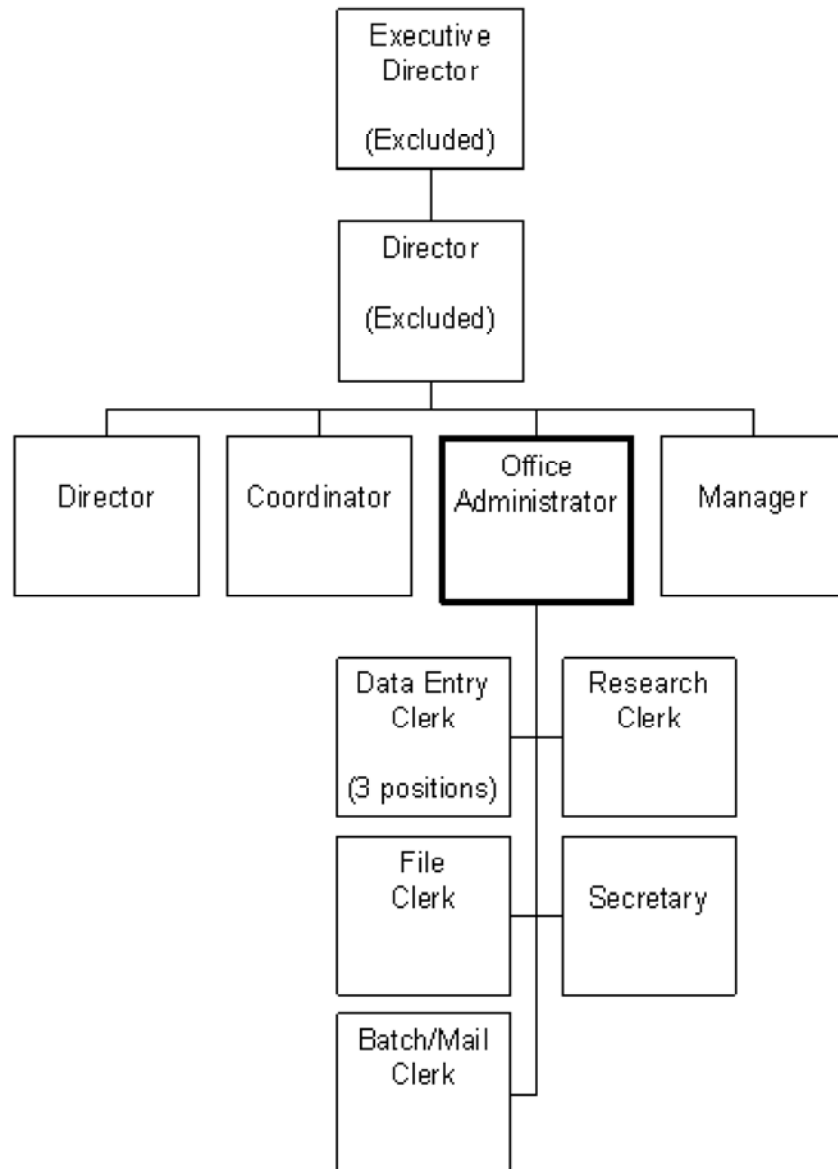 Executive
Director
(Excluded)
Director
(Excluded)
Director
Coordinator
Office
Administrator
Manager
Data Entry
Clerk
(3 positions)
Research
Clerk
File
Clerk
Secretary
Batch/Mail
Clerk